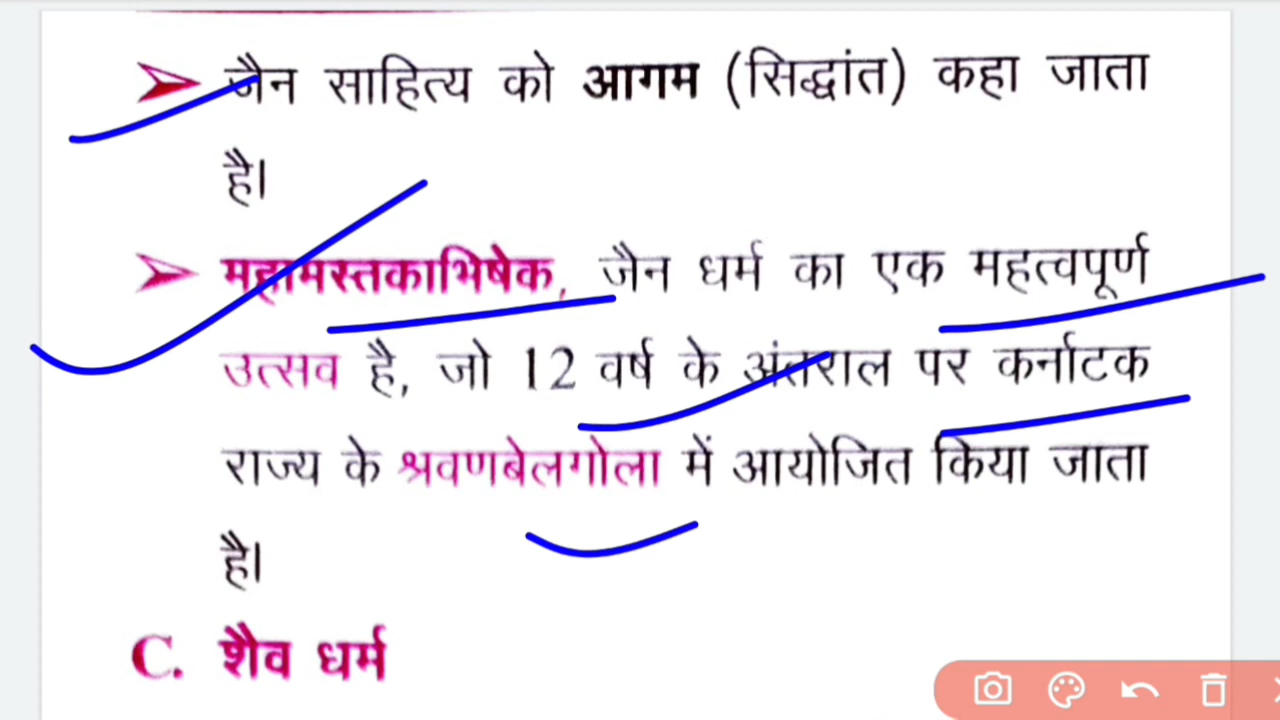 जैन साहित्य को आगम (सिद्धांत) कहा जाता
है।
महामस्तकाभिषेक, जैन धर्म का एक महत्वपूर्ण
उत्सव है, जो 12 वर्ष के अंतराल पर कर्नाटक
राज्य के श्रवणबेलगोला में आयोजित किया जाता
है।
C. शैव धर्म